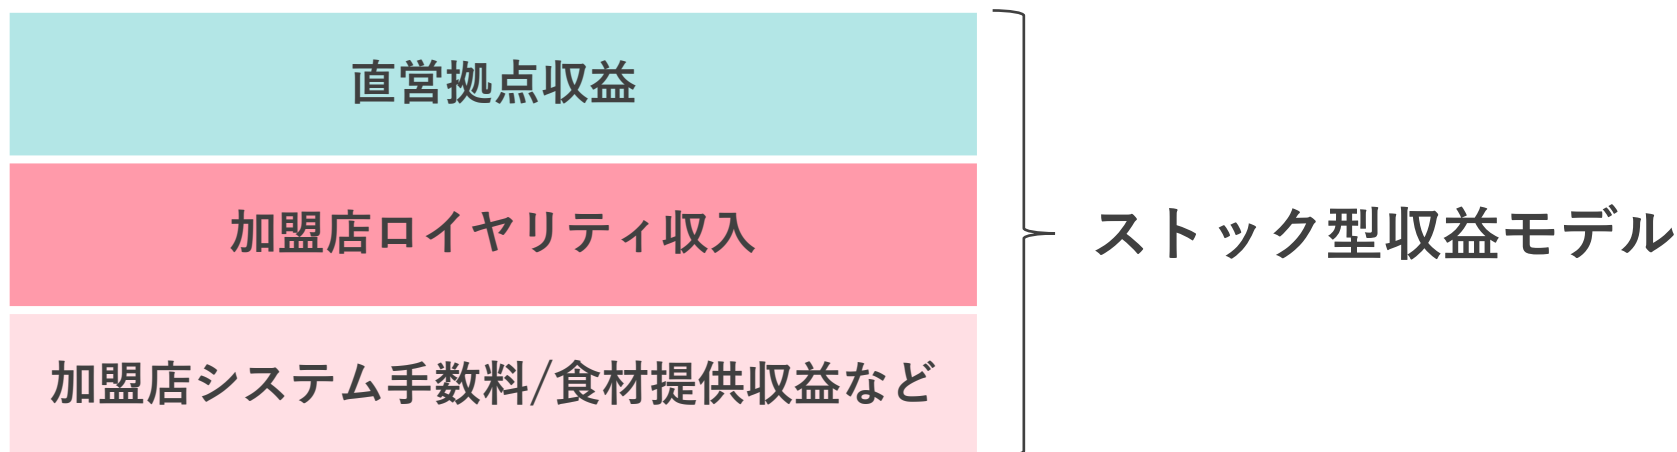 直営拠点収益
加盟店ロイヤリティ収入
ストック型収益モデル
加盟店システム手数料/食材提供収益など